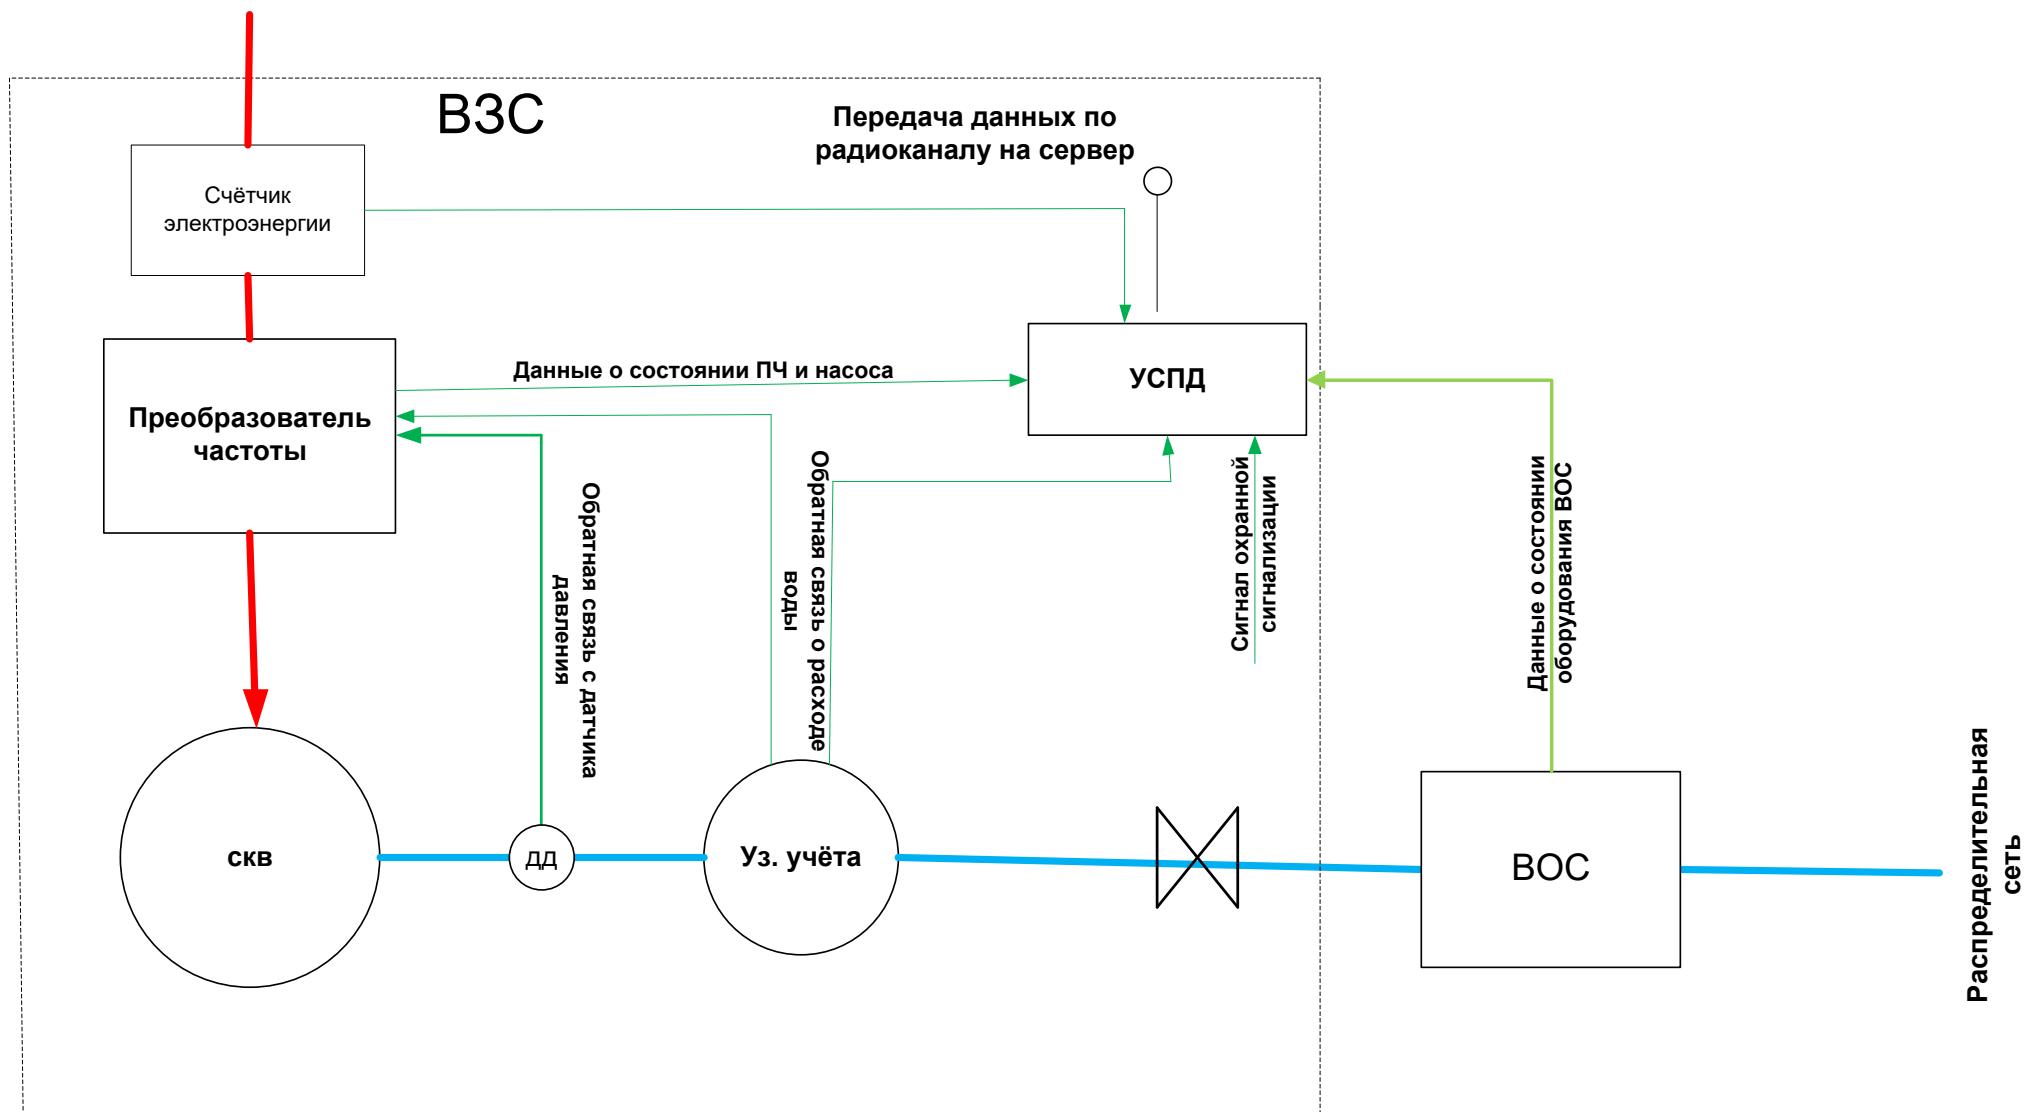 ВЗС
Передача данных по
радиоканалу на сервер
Счётчик
электроэнергии
Данные о состоянии ПЧ и насоса
УСПД
Преобразователь
частоты
Обратная связь с датчика
давления
Обратная связь о расходе
воды
Сигнал охранной
сигнализации
Данные о состоянии
оборудования ВОС
скв
дд
Уз. учёта
ВОС
Распределительная
сеть